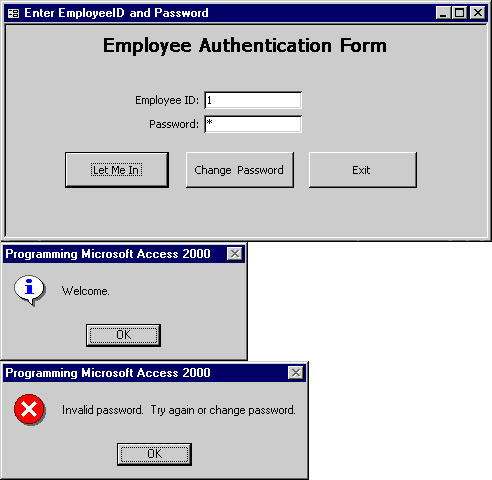 Enter EmployeeID and Password
Employee Authentication Form
Employee ID: 1
Password: *
Let Me In Change Password Exit
Programming Microsoft Access 2000
Welcome.
OK
Programming Microsoft Access 2000
Invalid password. Try again or change password.
OK